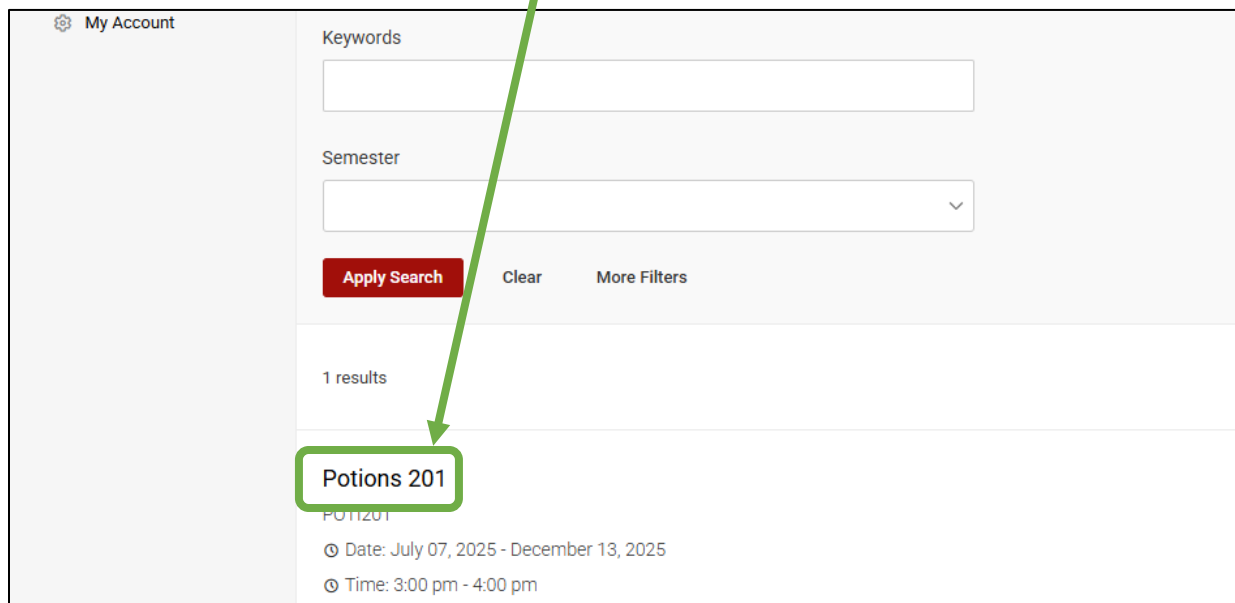 My Account
Keywords
Semester
Apply Search Clear More Filters
1 results
Potions 201
POTI201
Date: July 07, 2025 - December 13, 2025
Time: 3:00 pm - 4:00 pm